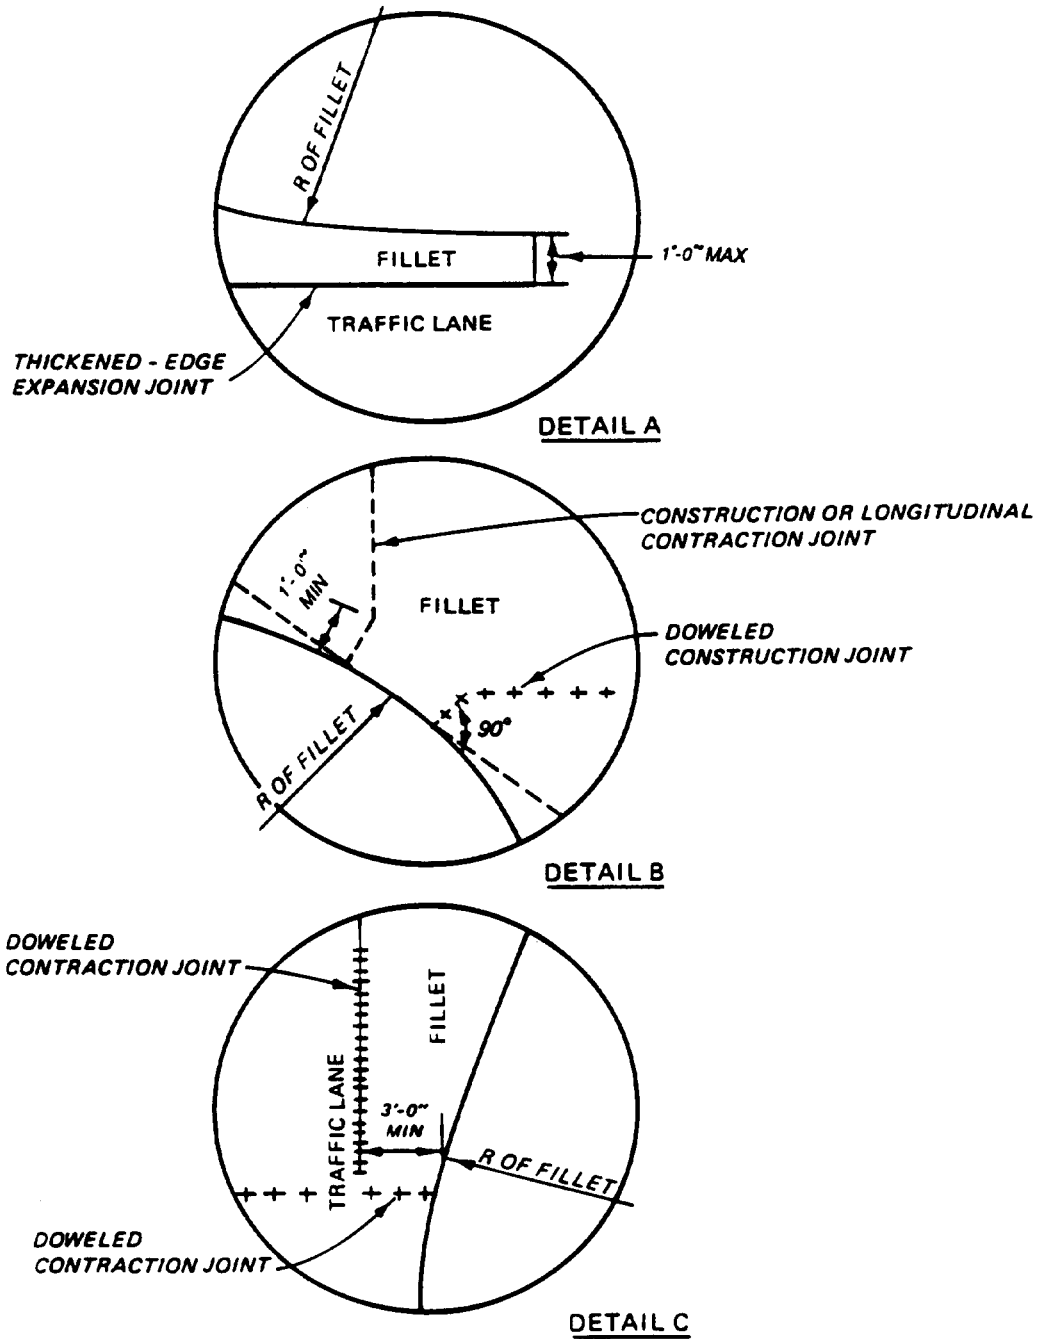 R OF FILLET
FILLET
1'-0" MAX
TRAFFIC LANE
THICKENED - EDGE
EXPANSION JOINT
DETAIL A
CONSTRUCTION OR LONGITUDINAL
CONTRACTION JOINT
1'-0"
MIN
FILLET
DOWELED
CONSTRUCTION JOINT
90°
R OF FILLET
DETAIL B
DOWELED
CONTRACTION JOINT
FILLET
TRAFFIC LANE
3'-0"
MIN
R OF FILLET
DOWELED
CONTRACTION JOINT
DETAIL C